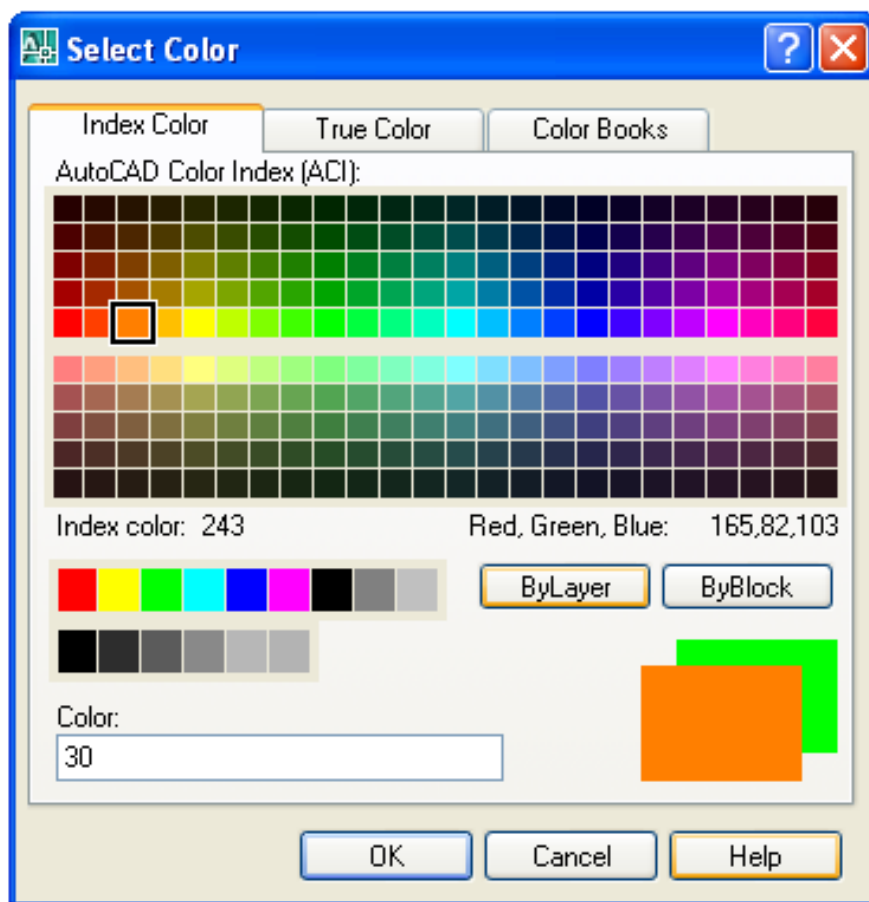 Select Color
Index Color True Color Color Books
AutoCAD Color Index (ACI):
Index color: 243 Red, Green, Blue: 165,82,103
ByLayer ByBlock
Color:
30
OK Cancel Help